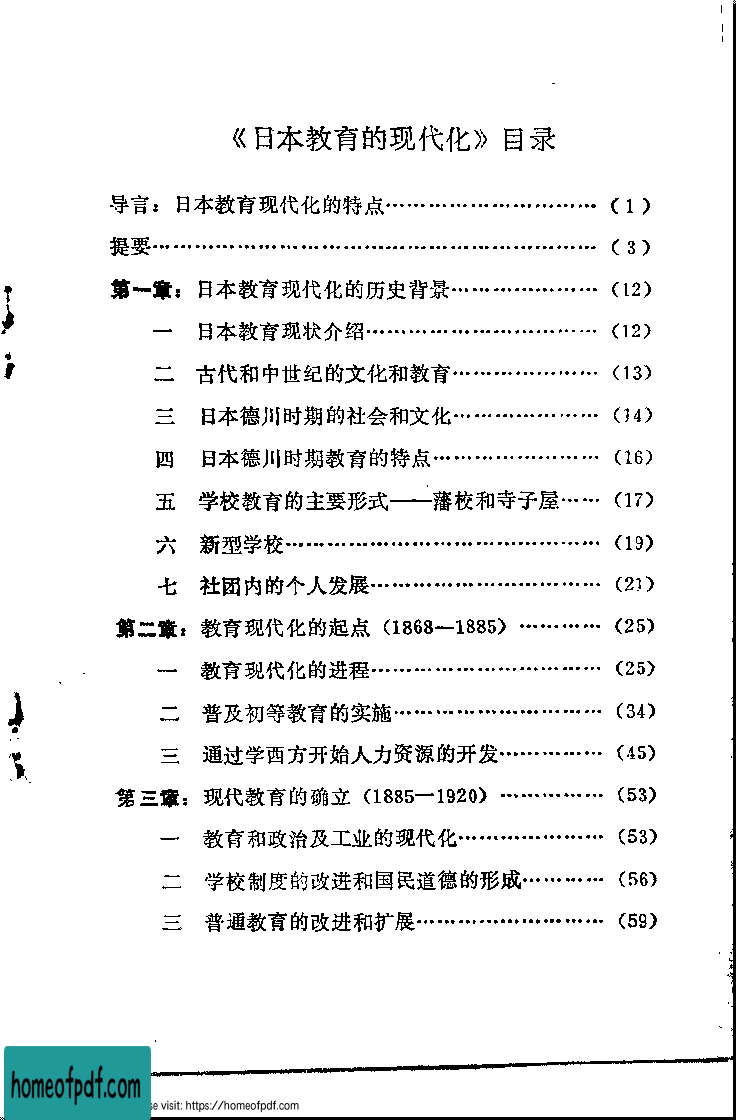 《日本教育的现代化》目录
导言：日本教育现代化的特点…………………………（1）
提要……………………………………………………（3）
第一章：日本教育现代化的历史背景…………………（12）
一 日本教育现状介绍……………………………（12）
二 古代和中世纪的文化和教育…………………（13）
三 日本德川时期的社会和文化…………………（14）
四 日本德川时期教育的特点……………………（16）
五 学校教育的主要形式——藩校和寺子屋……（17）
六 新型学校………………………………………（19）
七 社团内的个人发展……………………………（21）
第二章：教育现代化的起点（1868—1885）…………（25）
一 教育现代化的进程……………………………（25）
二 普及初等教育的实施…………………………（34）
三 通过学西方开始人力资源的开发……………（45）
第三章：现代教育的确立（1885—1920）……………（53）
一 教育和政治及工业的现代化…………………（53）
二 学校制度的改进和国民道德的形成…………（56）
三 普通教育的改进和扩展………………………（59）
homeofpdf.com
se visit: https://homeofpdf.com